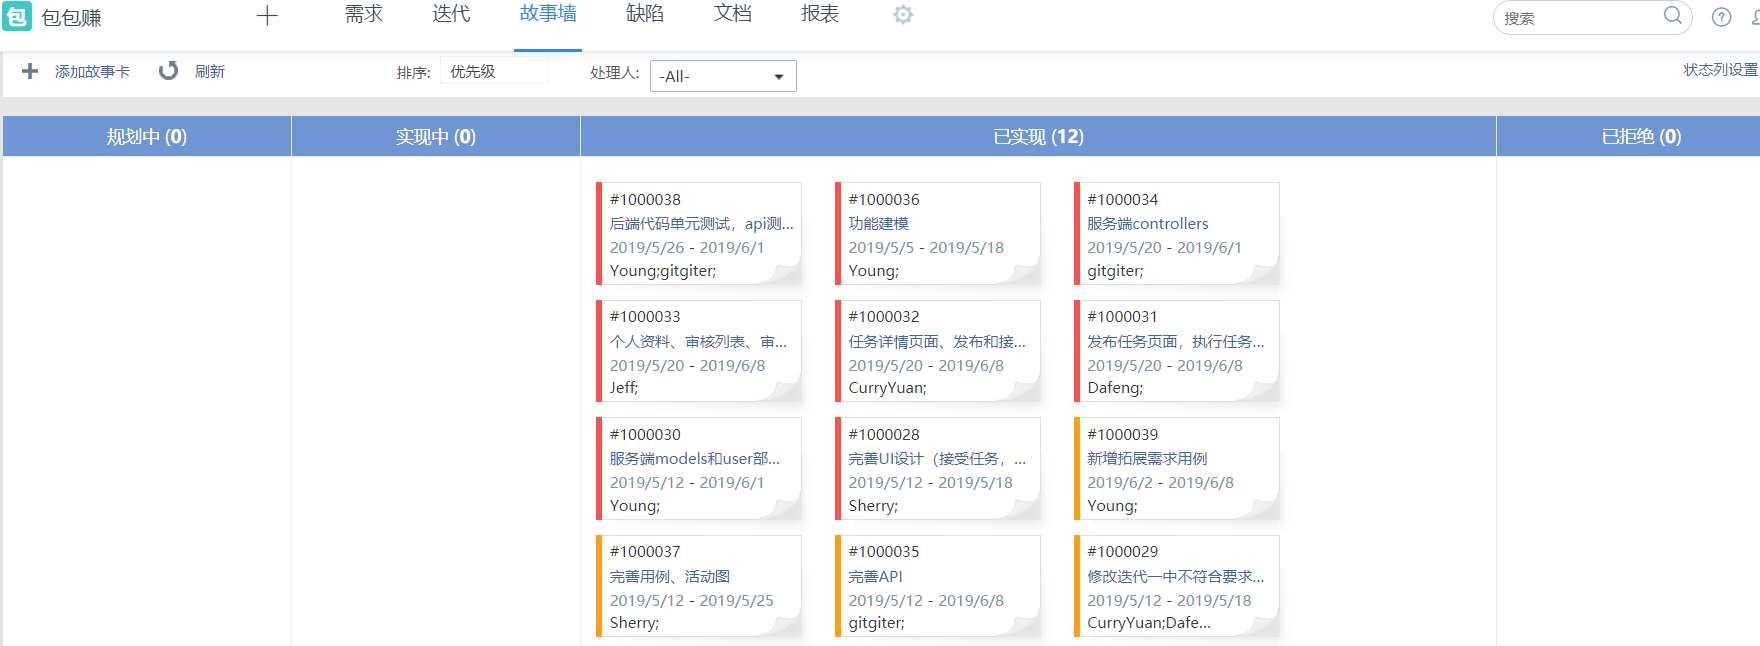 包 包包赚 需求 迭代 故事墙 缺陷 文档 报表 搜索
添加故事卡 刷新 排序: 优先级 处理人: -All- 状态列设置
规划中 (0) 实现中 (0) 已实现 (12) 已拒绝 (0)
#1000038
后端代码单元测试，api测...
2019/5/26 - 2019/6/1
Young;gitgiter;
#1000036
功能建模
2019/5/5 - 2019/5/18
Young;
#1000034
服务端controllers
2019/5/20 - 2019/6/1
gitgiter;
#1000033
个人资料、审核列表、审...
2019/5/20 - 2019/6/8
Jeff;
#1000032
任务详情页面、发布和接...
2019/5/20 - 2019/6/8
CurryYuan;
#1000031
发布任务页面，执行任务...
2019/5/20 - 2019/6/8
Dafeng;
#1000030
服务端models和user部...
2019/5/12 - 2019/6/1
Young;
#1000028
完善UI设计（接受任务，...
2019/5/12 - 2019/5/18
Sherry;
#1000039
新增拓展需求用例
2019/6/2 - 2019/6/8
Young;
#1000037
完善用例、活动图
2019/5/12 - 2019/5/25
Sherry;
#1000035
完善API
2019/5/12 - 2019/6/8
gitgiter;
#1000029
修改迭代一中不符合要求...
2019/5/12 - 2019/5/18
CurryYuan;Dafe...